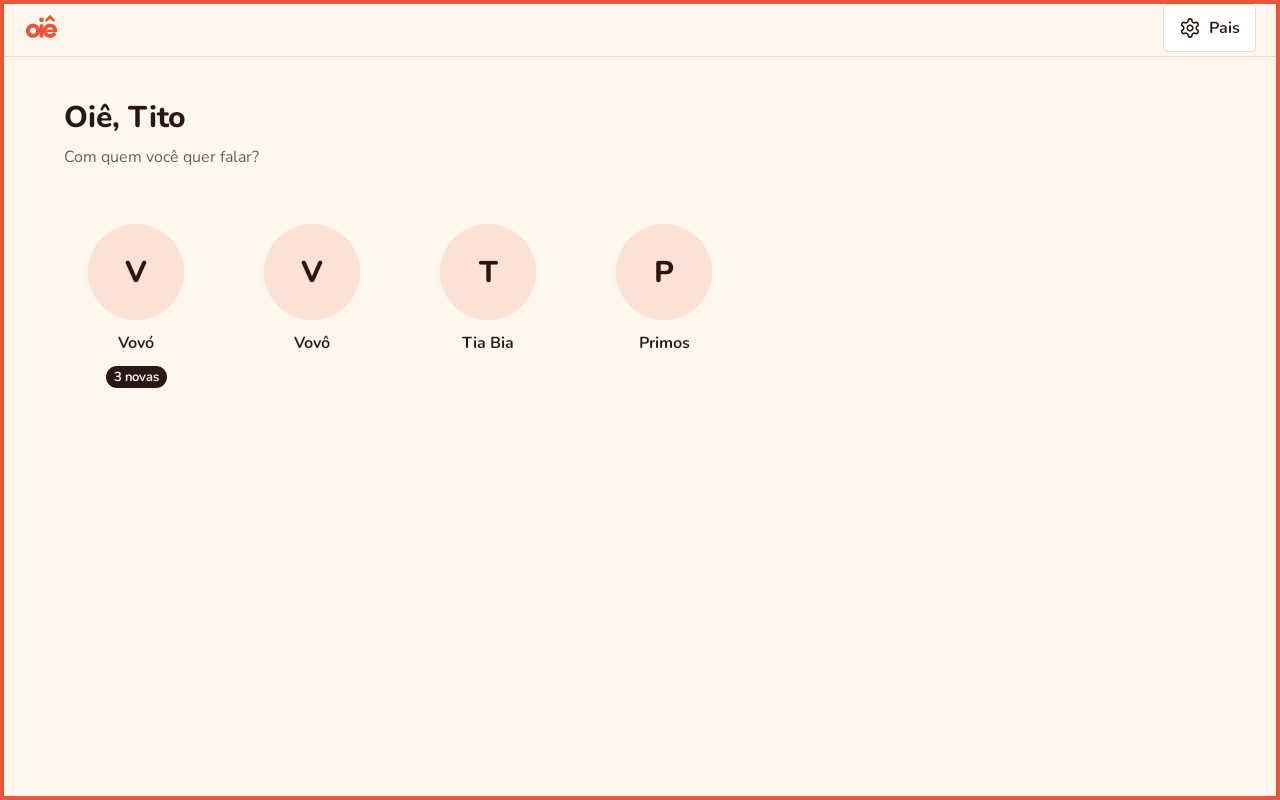 oiê
Pais
Oiê, Tito
Com quem você quer falar?
V
V
T
P
Vovó
Vovô
Tia Bia
Primos
3 novas